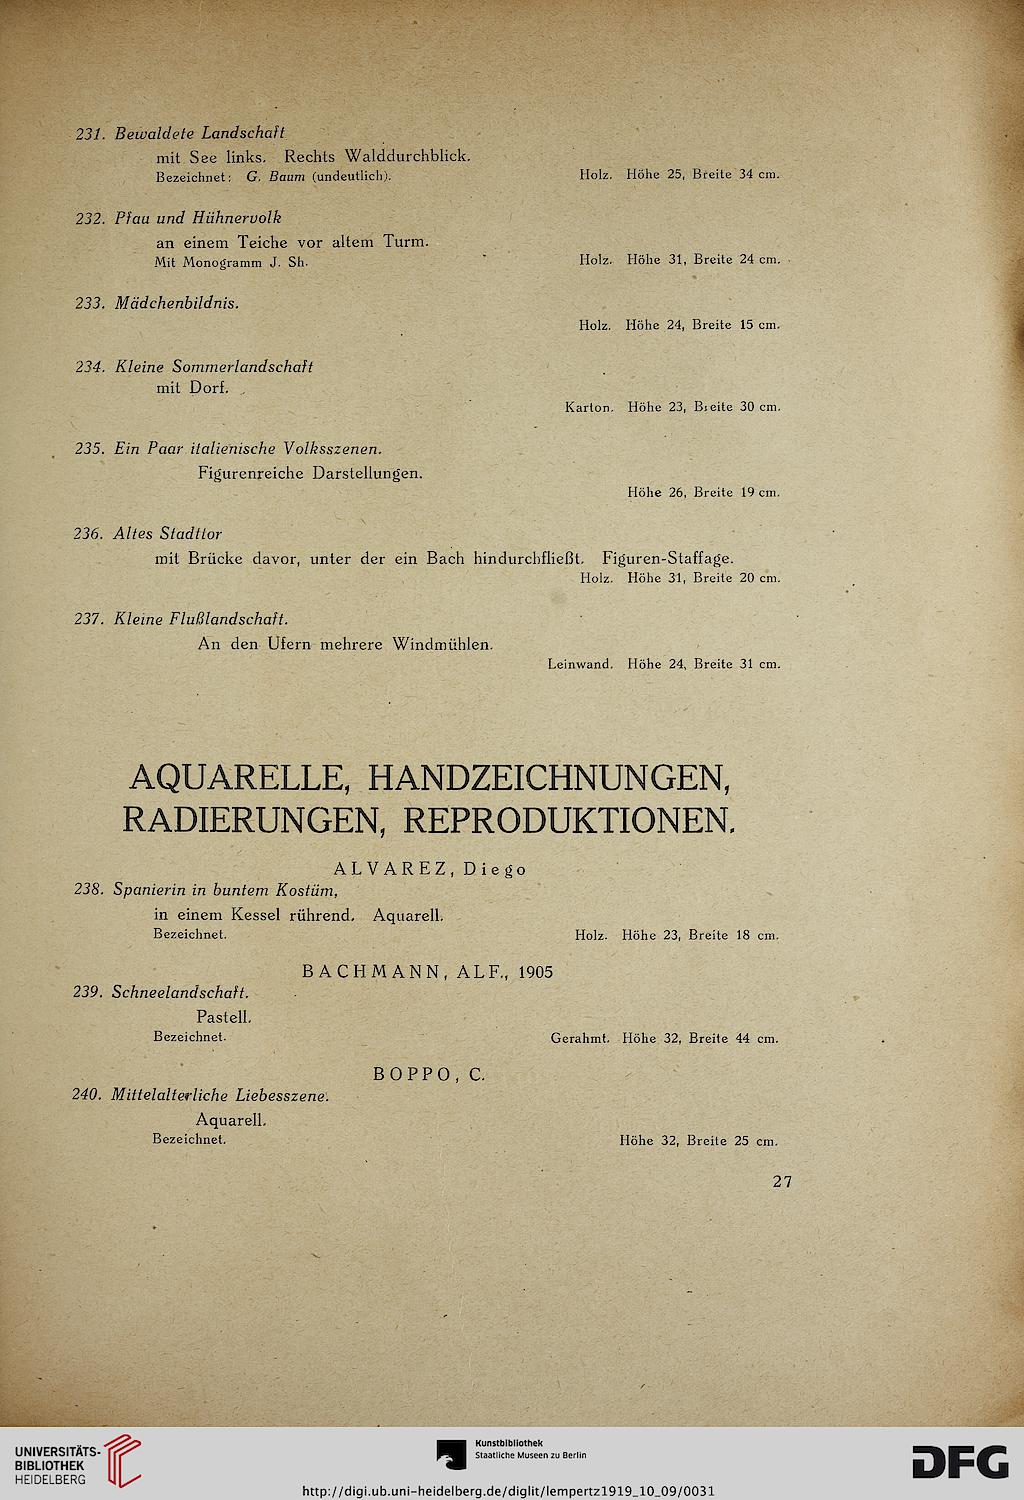 231. Bewaldete Landschaft
mit See links. Rechts Walddurchblick.
Bezeichnet: G. Baum (undeutlich). Holz. Höhe 25, Breite 34 cm.
232. Pfau und Hühnervolk
an einem Teiche vor altem Turm.
Mit Monogramm J. Sh. Holz. Höhe 31, Breite 24 cm.
233. Mädchenbildnis.
Holz. Höhe 24, Breite 15 cm.
234. Kleine Sommerlandschaft
mit Dorf.
Karton. Höhe 23, Breite 30 cm.
235. Ein Paar italienische Volksszenen.
Figurenreiche Darstellungen.
Höhe 26, Breite 19 cm.
236. Altes Stadttor
mit Brücke davor, unter der ein Bach hindurchfließt. Figuren-Staffage.
Holz. Höhe 31, Breite 20 cm.
237. Kleine Flußlandschaft.
An den Ufern mehrere Windmühlen.
Leinwand. Höhe 24, Breite 31 cm.
AQUARELLE, HANDZEICHNUNGEN,
RADIERUNGEN, REPRODUKTIONEN.
ALVAREZ, Diego
238. Spanierin in buntem Kostüm,
in einem Kessel rührend. Aquarell.
Bezeichnet. Holz. Höhe 23, Breite 18 cm.
BACHMANN, ALF., 1905
239. Schneelandschaft.
Pastell.
Bezeichnet. Gerahmt. Höhe 32, Breite 44 cm.
BOPPO, C.
240. Mittelalterliche Liebesszene.
Aquarell.
Bezeichnet. Höhe 32, Breite 25 cm.
27
UNIVERSITÄTS-
BIBLIOTHEK
HEIDELBERG
Kunstbibliothek
Staatliche Museen zu Berlin
DFG
http://digi.ub.uni-heidelberg.de/diglit/lempertz1919_10_09/0031